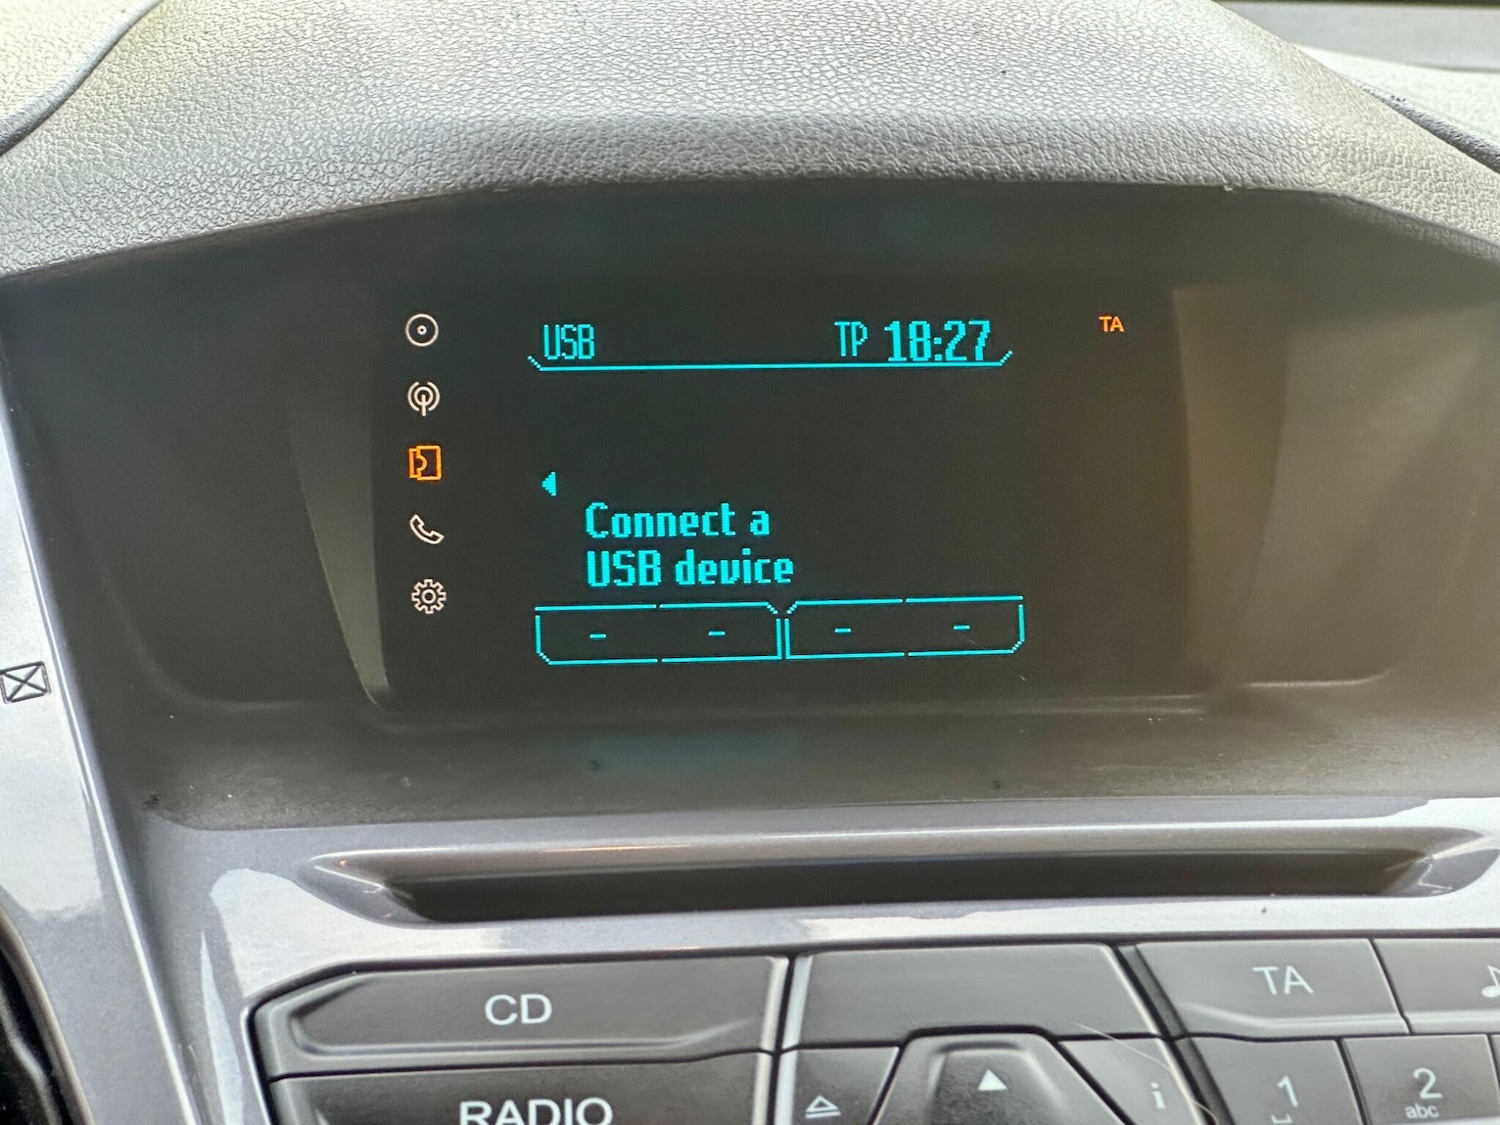 USB TP 18:27 TA
Connect a
USB device
- - - -
CD TA
RADIO i 1 2
abc